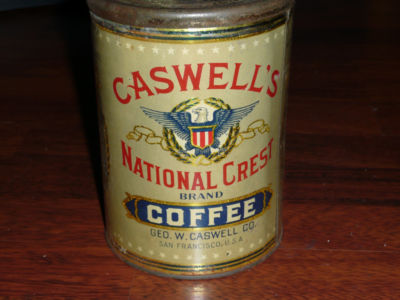 CASWELL'S
NATIONAL CREST
BRAND
COFFEE
GEO. W. CASWELL CO.
SAN FRANCISCO, U.S.A.